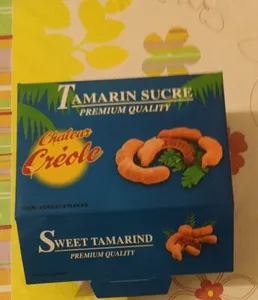 TAMARIN SUCRE
PREMIUM QUALITY
Chaleur
Créole
SWEET TAMARIND
PREMIUM QUALITY